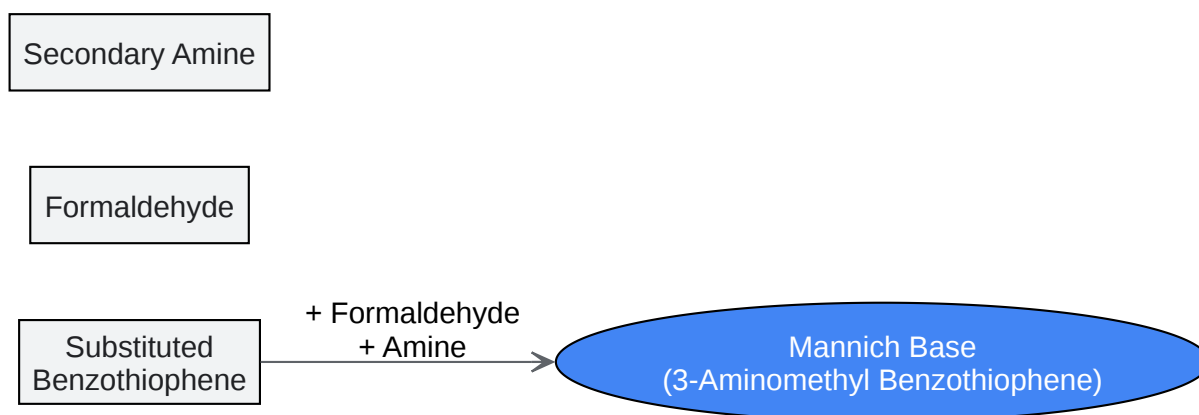 Secondary Amine
Formaldehyde
Substituted
Benzothiophene
+ Formaldehyde
+ Amine
Mannich Base
(3-Aminomethyl Benzothiophene)